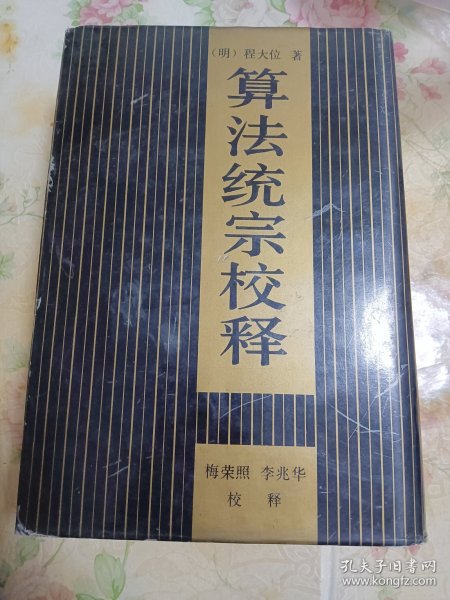 （明）程大位 著
算法统宗校释
梅荣照 李兆华
校 释
孔夫子旧书网
www.kongfz.com